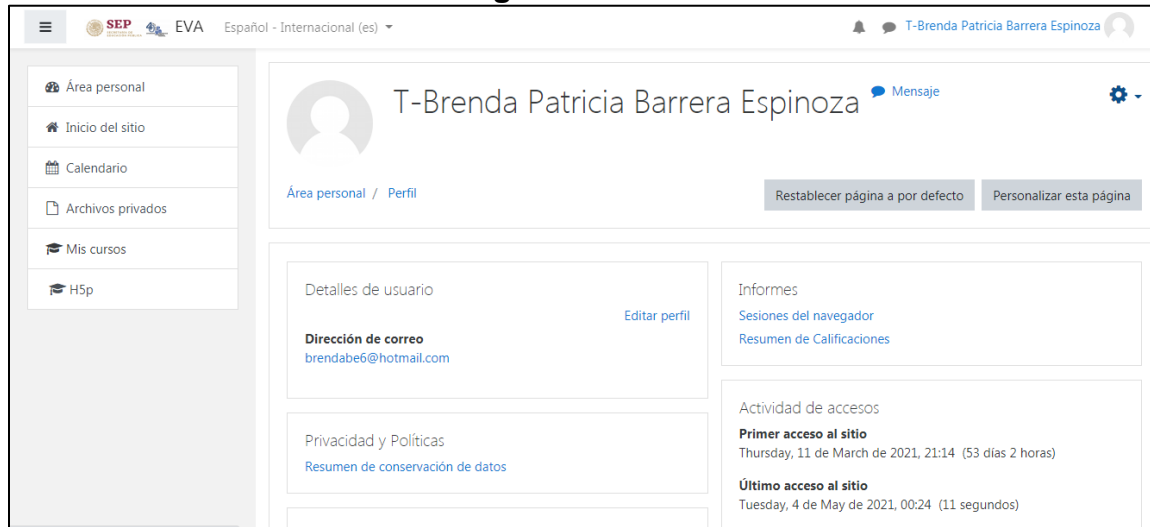 SEP
EVA
Español - Internacional (es)
T-Brenda Patricia Barrera Espinoza
Área personal
Inicio del sitio
Calendario
Archivos privados
Mis cursos
H5p
T-Brenda Patricia Barrera Espinoza
Mensaje
Área personal / Perfil
Restablecer página a por defecto
Personalizar esta página
Detalles de usuario
Editar perfil
Dirección de correo
brendabe6@hotmail.com
Privacidad y Políticas
Resumen de conservación de datos
Informes
Sesiones del navegador
Resumen de Calificaciones
Actividad de accesos
Primer acceso al sitio
Thursday, 11 de March de 2021, 21:14 (53 días 2 horas)
Último acceso al sitio
Tuesday, 4 de May de 2021, 00:24 (11 segundos)